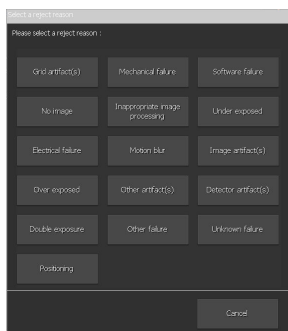 Select a reject reason
Please select a reject reason :
Grid artifact(s)
Mechanical failure
Software failure
No image
Inappropriate image
processing
Under exposed
Electrical failure
Motion blur
Image artifact(s)
Over exposed
Other artifact(s)
Detector artifact(s)
Double exposure
Other failure
Unknown failure
Positioning
Cancel